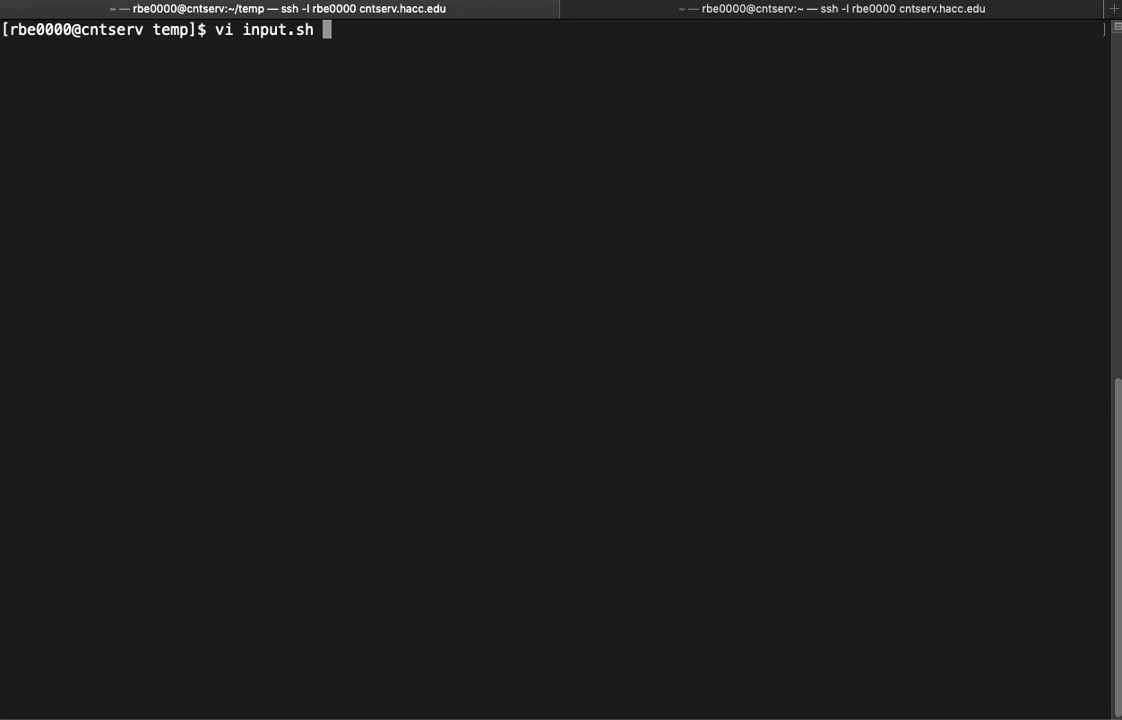 ~ — rbe0000@cntserv:~/temp — ssh -l rbe0000 cntserv.hacc.edu
~ — rbe0000@cntserv:~ — ssh -l rbe0000 cntserv.hacc.edu
+
[rbe0000@cntserv temp]$ vi input.sh ]